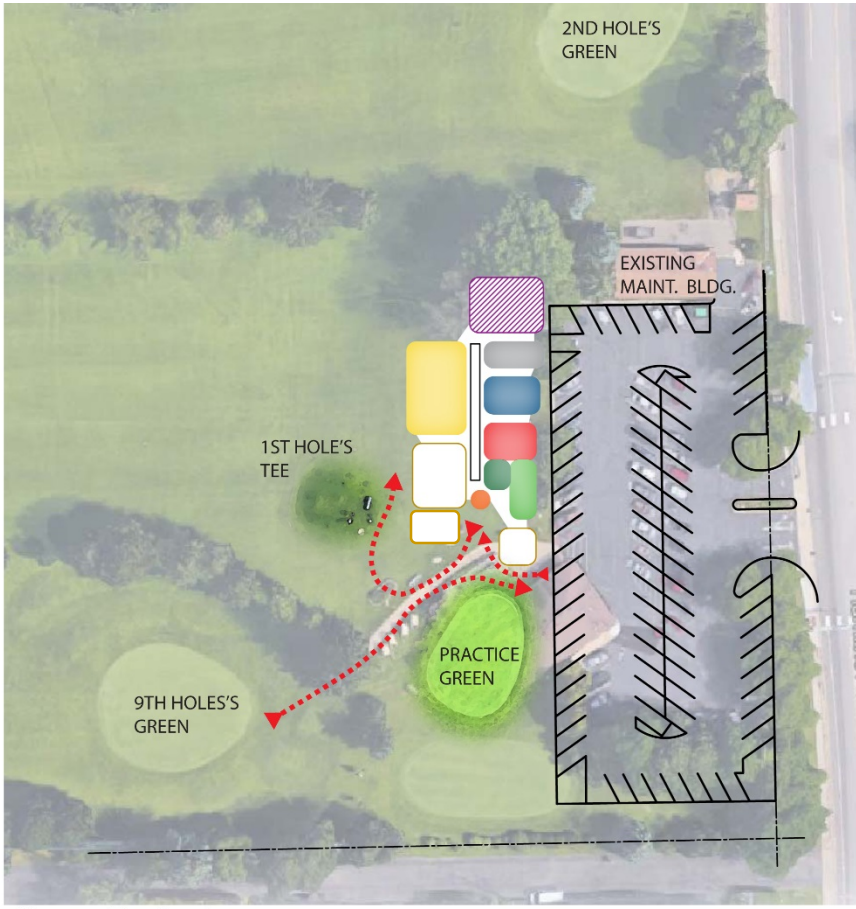 2ND HOLE'S
GREEN
EXISTING
MAINT. BLDG.
1ST HOLE'S
TEE
PRACTICE
GREEN
9TH HOLES'S
GREEN